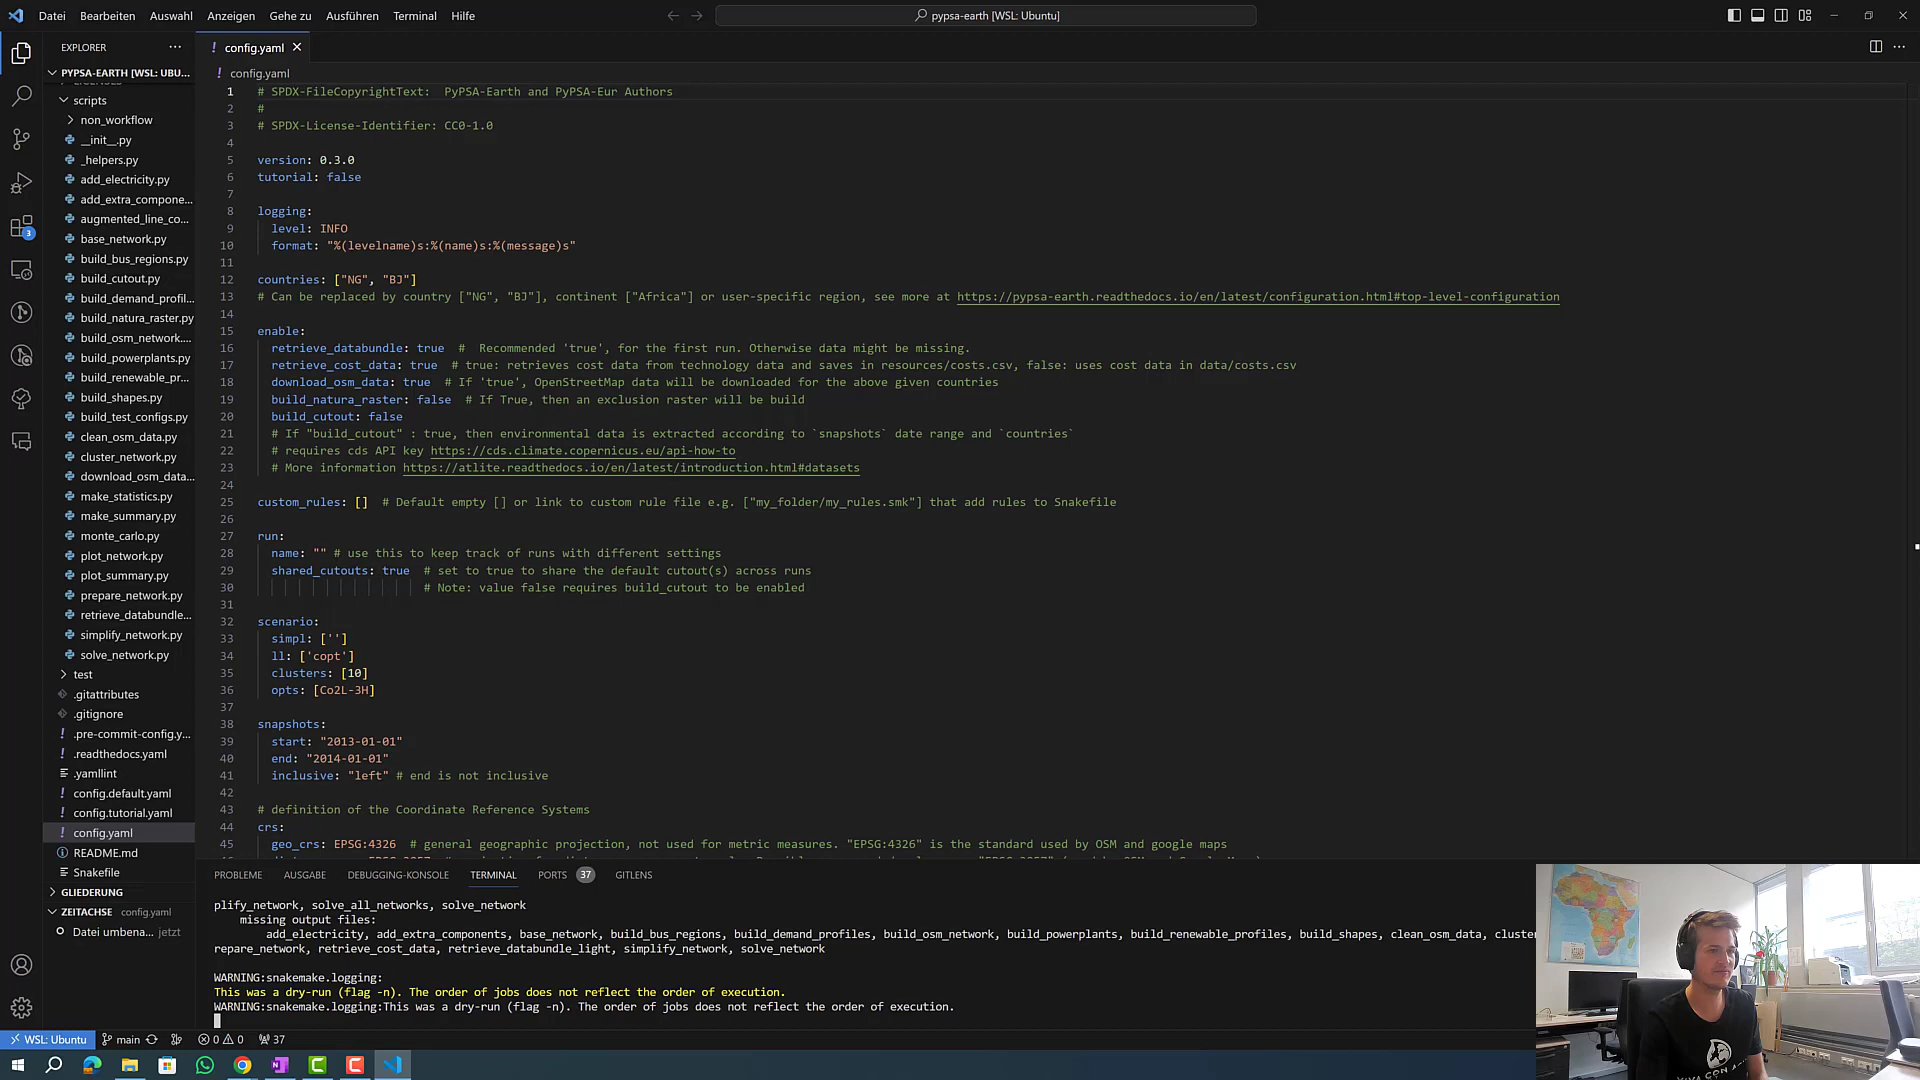 Datei Bearbeiten Auswahl Anzeigen Gehe zu Ausführen Terminal Hilfe
pypsa-earth [WSL: Ubuntu]
EXPLORER
config.yaml
PYPSA-EARTH [WSL: UBU...
config.yaml
scripts
non_workflow
__init__.py
_helpers.py
add_electricity.py
add_extra_compone...
augmented_line_co...
base_network.py
build_bus_regions.py
build_cutout.py
build_demand_profil...
build_natura_raster.py
build_osm_network....
build_powerplants.py
build_renewable_pr...
build_shapes.py
build_test_configs.py
clean_osm_data.py
cluster_network.py
download_osm_data...
make_statistics.py
make_summary.py
monte_carlo.py
plot_network.py
plot_summary.py
prepare_network.py
retrieve_databundle...
simplify_network.py
solve_network.py
test
.gitattributes
.gitignore
.pre-commit-config.y...
.readthedocs.yaml
.yamllint
config.default.yaml
config.tutorial.yaml
config.yaml
README.md
Snakefile
GLIEDERUNG
ZEITACHSE config.yaml
Datei umbena... jetzt
3
1 # SPDX-FileCopyrightText:  PyPSA-Earth and PyPSA-Eur Authors
2 #
3 # SPDX-License-Identifier: CC0-1.0
4
5 version: 0.3.0
6 tutorial: false
7
8 logging:
9 level: INFO
10 format: "%(levelname)s:%(name)s:%(message)s"
11
12 countries: ["NG", "BJ"]
13 # Can be replaced by country ["NG", "BJ"], continent ["Africa"] or user-specific region, see more at https://pypsa-earth.readthedocs.io/en/latest/configuration.html#top-level-configuration
14
15 enable:
16 retrieve_databundle: true  #  Recommended 'true', for the first run. Otherwise data might be missing.
17 retrieve_cost_data: true  # true: retrieves cost data from technology data and saves in resources/costs.csv, false: uses cost data in data/costs.csv
18 download_osm_data: true  # If 'true', OpenStreetMap data will be downloaded for the above given countries
19 build_natura_raster: false  # If True, then an exclusion raster will be build
20 build_cutout: false
21 # If "build_cutout" : true, then environmental data is extracted according to `snapshots` date range and `countries`
22 # requires cds API key https://cds.climate.copernicus.eu/api-how-to
23 # More information https://atlite.readthedocs.io/en/latest/introduction.html#datasets
24
25 custom_rules: []  # Default empty [] or link to custom rule file e.g. ["my_folder/my_rules.smk"] that add rules to Snakefile
26
27 run:
28 name: "" # use this to keep track of runs with different settings
29 shared_cutouts: true  # set to true to share the default cutout(s) across runs
30 # Note: value false requires build_cutout to be enabled
31
32 scenario:
33 simpl: ['']
34 ll: ['copt']
35 clusters: [10]
36 opts: [Co2L-3H]
37
38 snapshots:
39 start: "2013-01-01"
40 end: "2014-01-01"
41 inclusive: "left" # end is not inclusive
42
43 # definition of the Coordinate Reference Systems
44 crs:
45 geo_crs: EPSG:4326  # general geographic projection, not used for metric measures. "EPSG:4326" is the standard used by OSM and google maps
PROBLEME AUSGABE DEBUGGING-KONSOLE TERMINAL PORTS 37 GITLENS
plify_network, solve_all_networks, solve_network
missing output files:
add_electricity, add_extra_components, base_network, build_bus_regions, build_demand_profiles, build_osm_network, build_powerplants, build_renewable_profiles, build_shapes, clean_osm_data, cluster
repare_network, retrieve_cost_data, retrieve_databundle_light, simplify_network, solve_network
WARNING:snakemake.logging:
This was a dry-run (flag -n). The order of jobs does not reflect the order of execution.
WARNING:snakemake.logging:This was a dry-run (flag -n). The order of jobs does not reflect the order of execution.
WSL: Ubuntu main 0 0 37